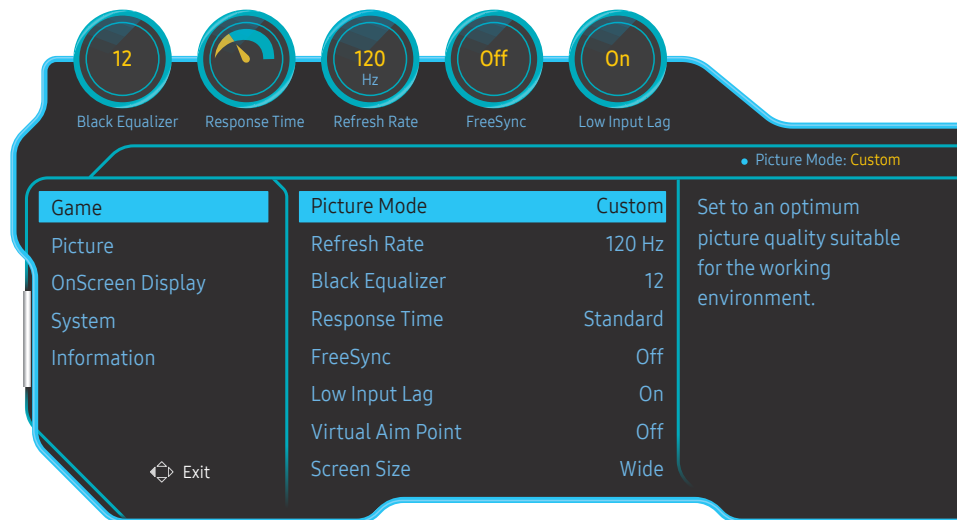 12
120
Hz
Off
On
Black Equalizer
Response Time
Refresh Rate
FreeSync
Low Input Lag
Picture Mode: Custom
Game
Picture
OnScreen Display
System
Information
Exit
Picture Mode Custom
Refresh Rate 120 Hz
Black Equalizer 12
Response Time Standard
FreeSync Off
Low Input Lag On
Virtual Aim Point Off
Screen Size Wide
Set to an optimum
picture quality suitable
for the working
environment.